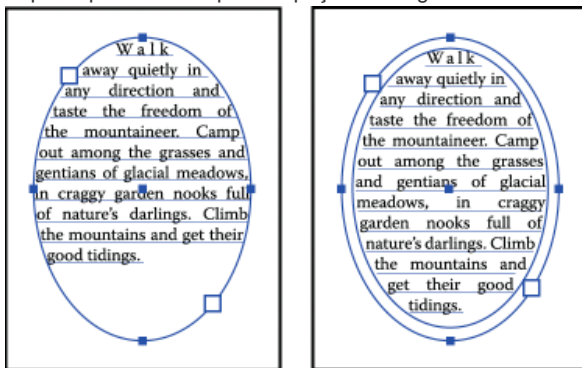 Walk
away quietly in
any direction and
taste the freedom of
the mountaineer. Camp
out among the grasses and
gentians of glacial meadows,
in craggy garden nooks full
of nature's darlings. Climb
the mountains and get their
good tidings.
Walk
away quietly in
any direction and
taste the freedom of
the mountaineer. Camp
out among the grasses
and gentians of glacial
meadows, in craggy
garden nooks full of
nature's darlings. Climb
the mountains and
get their good
tidings.